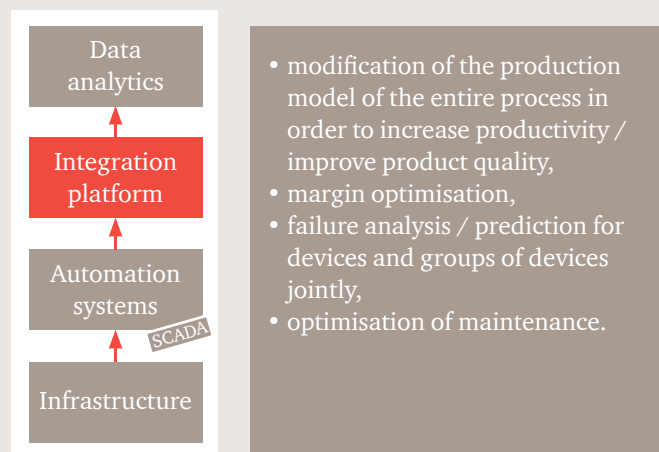 Data
analytics
Integration
platform
Automation
systems
SCADA
Infrastructure
• modification of the production
model of the entire process in
order to increase productivity /
improve product quality,
• margin optimisation,
• failure analysis / prediction for
devices and groups of devices
jointly,
• optimisation of maintenance.